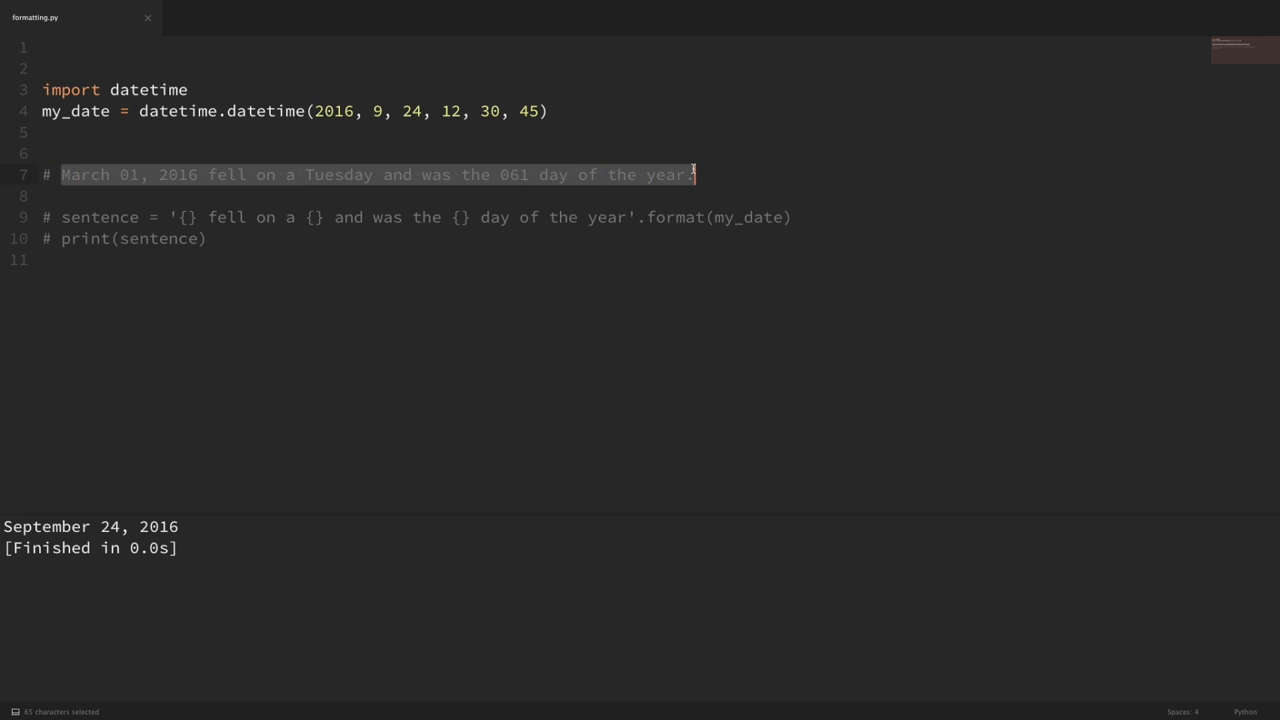 formatting.py
1
2
3 import datetime
4 my_date = datetime.datetime(2016, 9, 24, 12, 30, 45)
5
6
7 # March 01, 2016 fell on a Tuesday and was the 061 day of the year.
8
9 # sentence = '{} fell on a {} and was the {} day of the year'.format(my_date)
10 # print(sentence)
11
September 24, 2016
[Finished in 0.0s]
65 characters selected Spaces: 4 Python